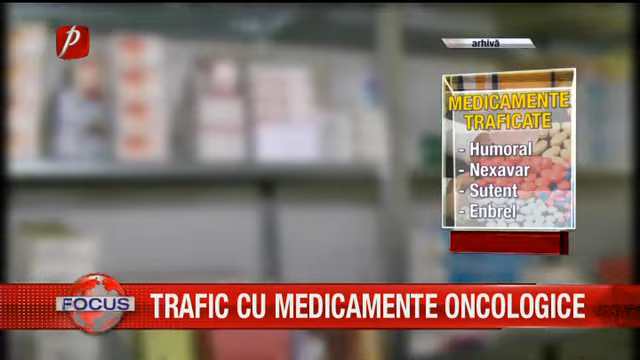 p
arhivă
MEDICAMENTE
TRAFICATE
- Humoral
- Nexavar
- Sutent
- Enbrel
FOCUS
TRAFIC CU MEDICAMENTE ONCOLOGICE